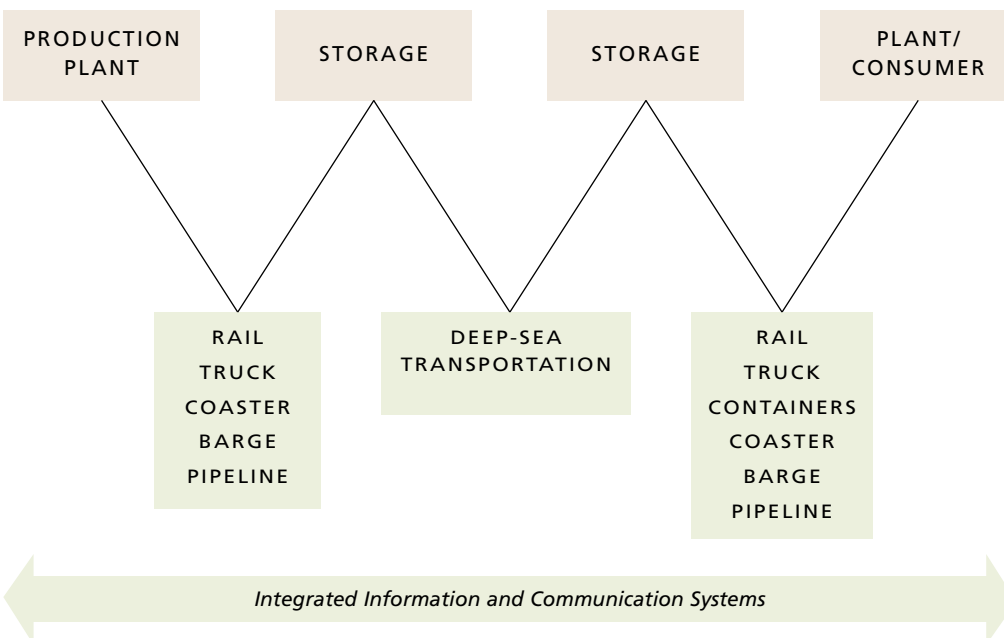 PRODUCTION
PLANT
STORAGE
STORAGE
PLANT/
CONSUMER
RAIL
TRUCK
COASTER
BARGE
PIPELINE
DEEP-SEA
TRANSPORTATION
RAIL
TRUCK
CONTAINERS
COASTER
BARGE
PIPELINE
Integrated Information and Communication Systems